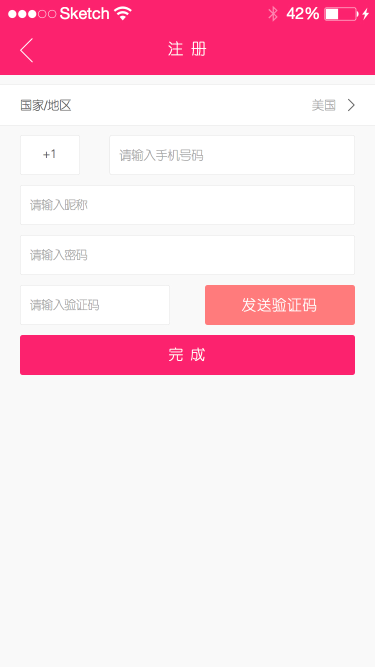 Sketch 42%
注 册
国家/地区 美国
+1 请输入手机号码
请输入昵称
请输入密码
请输入验证码 发送验证码
完 成